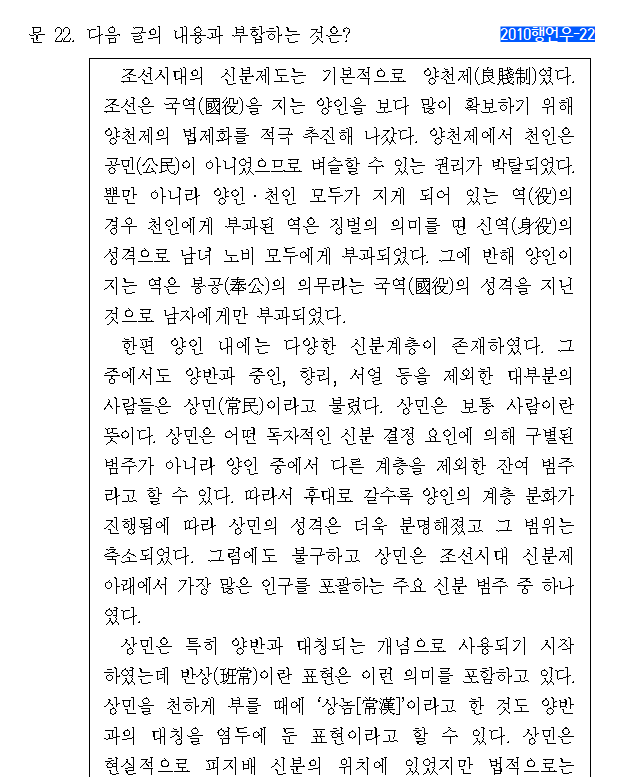 문 22. 다음 글의 내용과 부합하는 것은?
2010행언우-22
조선시대의 신분제도는 기본적으로 양천제(良賤制)였다.
조선은 국역(國役)을 지는 양인을 보다 많이 확보하기 위해
양천제의 법제화를 적극 추진해 나갔다. 양천제에서 천인은
공민(公民)이 아니었으므로 벼슬할 수 있는 권리가 박탈되었다.
뿐만 아니라 양인·천인 모두가 지게 되어 있는 역(役)의
경우 천인에게 부과된 역은 징벌의 의미를 띤 신역(身役)의
성격으로 남녀 노비 모두에게 부과되었다. 그에 반해 양인이
지는 역은 봉공(奉公)의 의무라는 국역(國役)의 성격을 지닌
것으로 남자에게만 부과되었다.
한편 양인 내에는 다양한 신분계층이 존재하였다. 그
중에서도 양반과 중인, 향리, 서얼 등을 제외한 대부분의
사람들은 상민(常民)이라고 불렸다. 상민은 보통 사람이란
뜻이다. 상민은 어떤 독자적인 신분 결정 요인에 의해 구별된
범주가 아니라 양인 중에서 다른 계층을 제외한 잔여 범주
라고 할 수 있다. 따라서 후대로 갈수록 양인의 계층 분화가
진행됨에 따라 상민의 성격은 더욱 분명해졌고 그 범위는
축소되었다. 그럼에도 불구하고 상민은 조선시대 신분제
아래에서 가장 많은 인구를 포괄하는 주요 신분 범주 중 하나
였다.
상민은 특히 양반과 대칭되는 개념으로 사용되기 시작
하였는데 반상(班常)이란 표현은 이런 의미를 포함하고 있다.
상민을 천하게 부를 때에 ‘상놈[常漢]’이라고 한 것도 양반
과의 대칭을 염두에 둔 표현이라고 할 수 있다. 상민은
현실적으로 피지배 신분의 위치에 있었지만 법적으로는